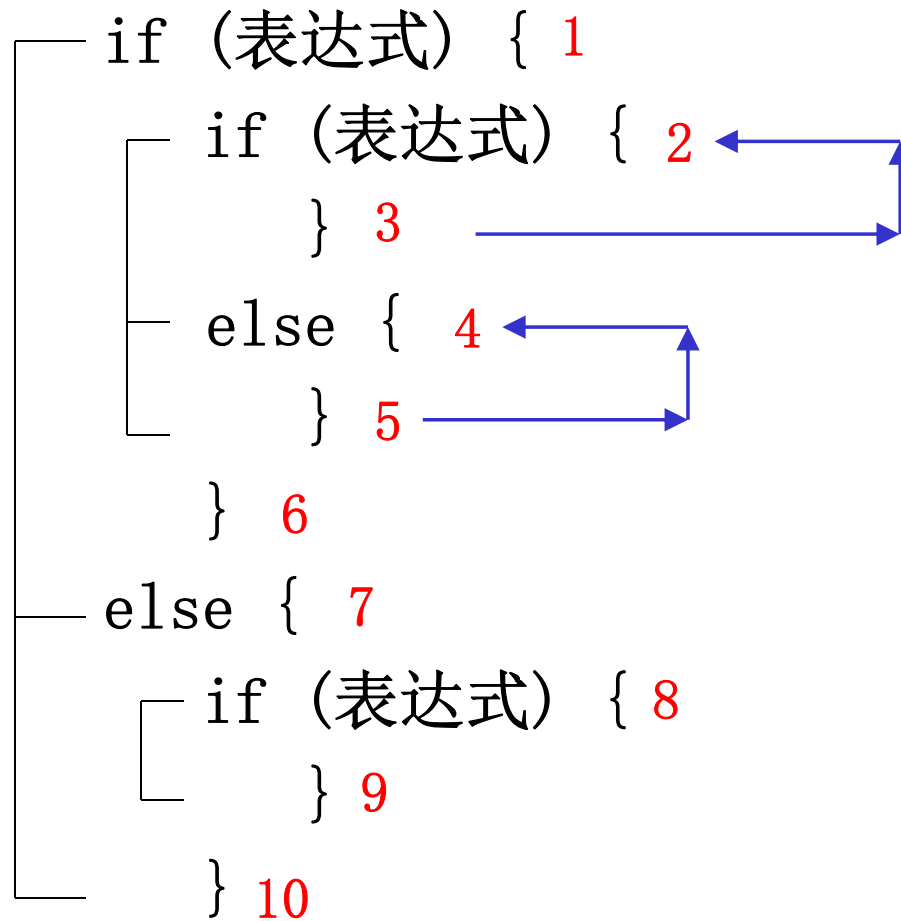 if (表达式) { 1
if (表达式) { 2
} 3
else { 4
} 5
} 6
else { 7
if (表达式) { 8
} 9
} 10